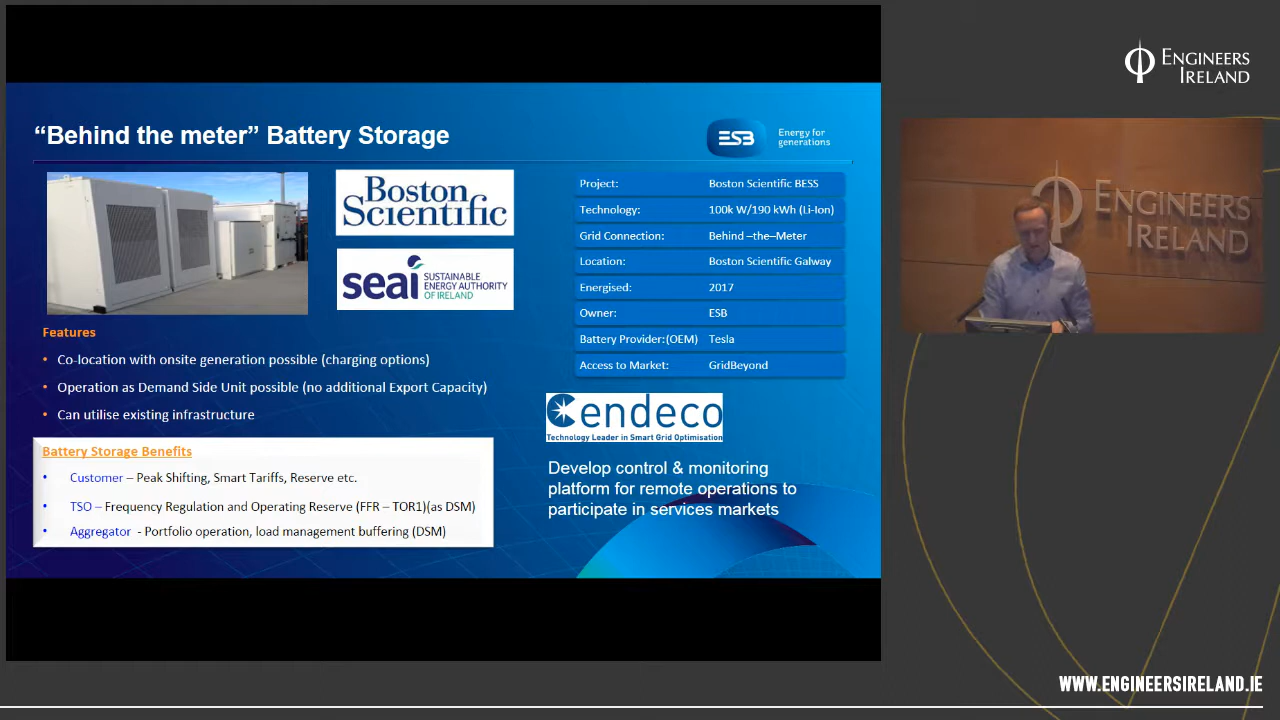 ENGINEERS
IRELAND
“Behind the meter” Battery Storage
ESB
Energy for
generations
Boston
Scientific
seai
SUSTAINABLE
ENERGY AUTHORITY
OF IRELAND
Project: Boston Scientific BESS
Technology: 100k W/190 kWh (Li-Ion)
Grid Connection: Behind –the–Meter
Location: Boston Scientific Galway
Energised: 2017
Owner: ESB
Battery Provider:(OEM) Tesla
Access to Market: GridBeyond
Features
• Co-location with onsite generation possible (charging options)
• Operation as Demand Side Unit possible (no additional Export Capacity)
• Can utilise existing infrastructure
Battery Storage Benefits
• Customer – Peak Shifting, Smart Tariffs, Reserve etc.
• TSO – Frequency Regulation and Operating Reserve (FFR – TOR1)(as DSM)
• Aggregator - Portfolio operation, load management buffering (DSM)
endeco
Technology Leader in Smart Grid Optimisation
Develop control & monitoring
platform for remote operations to
participate in services markets
ENGINEERS
IRELAND
WWW.ENGINEERSIRELAND.IE